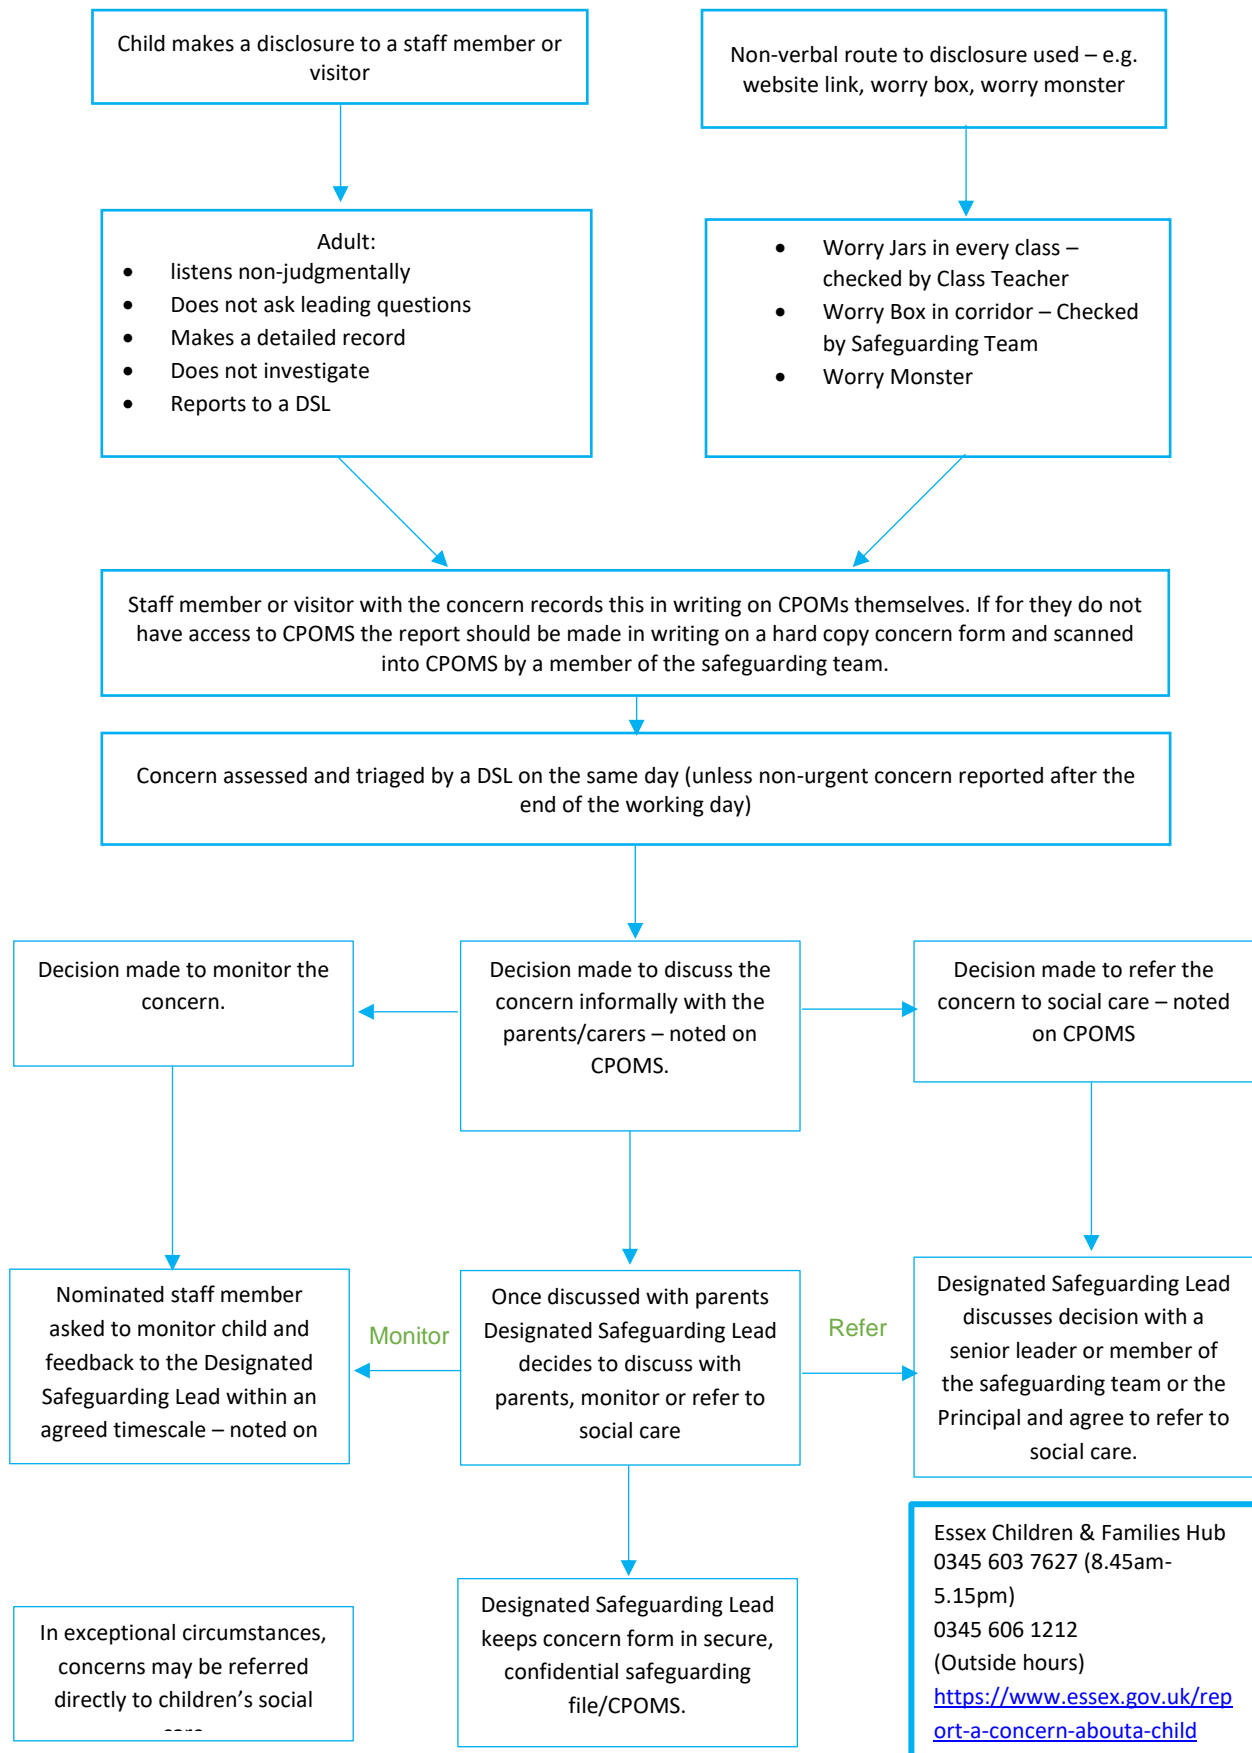 Child makes a disclosure to a staff member or
visitor
Non-verbal route to disclosure used – e.g.
website link, worry box, worry monster
Adult:
• listens non-judgmentally
• Does not ask leading questions
• Makes a detailed record
• Does not investigate
• Reports to a DSL
• Worry Jars in every class –
checked by Class Teacher
• Worry Box in corridor – Checked
by Safeguarding Team
• Worry Monster
Staff member or visitor with the concern records this in writing on CPOMs themselves. If for they do not
have access to CPOMS the report should be made in writing on a hard copy concern form and scanned
into CPOMS by a member of the safeguarding team.
Concern assessed and triaged by a DSL on the same day (unless non-urgent concern reported after the
end of the working day)
Decision made to monitor the
concern.
Decision made to discuss the
concern informally with the
parents/carers – noted on
CPOMS.
Decision made to refer the
concern to social care – noted
on CPOMS
Nominated staff member
asked to monitor child and
feedback to the Designated
Safeguarding Lead within an
agreed timescale – noted on
Monitor
Once discussed with parents
Designated Safeguarding Lead
decides to discuss with
parents, monitor or refer to
social care
Refer
Designated Safeguarding Lead
discusses decision with a
senior leader or member of
the safeguarding team or the
Principal and agree to refer to
social care.
In exceptional circumstances,
concerns may be referred
directly to children’s social
Designated Safeguarding Lead
keeps concern form in secure,
confidential safeguarding
file/CPOMS.
Essex Children & Families Hub
0345 603 7627 (8.45am-
5.15pm)
0345 606 1212
(Outside hours)
https://www.essex.gov.uk/rep
ort-a-concern-abouta-child